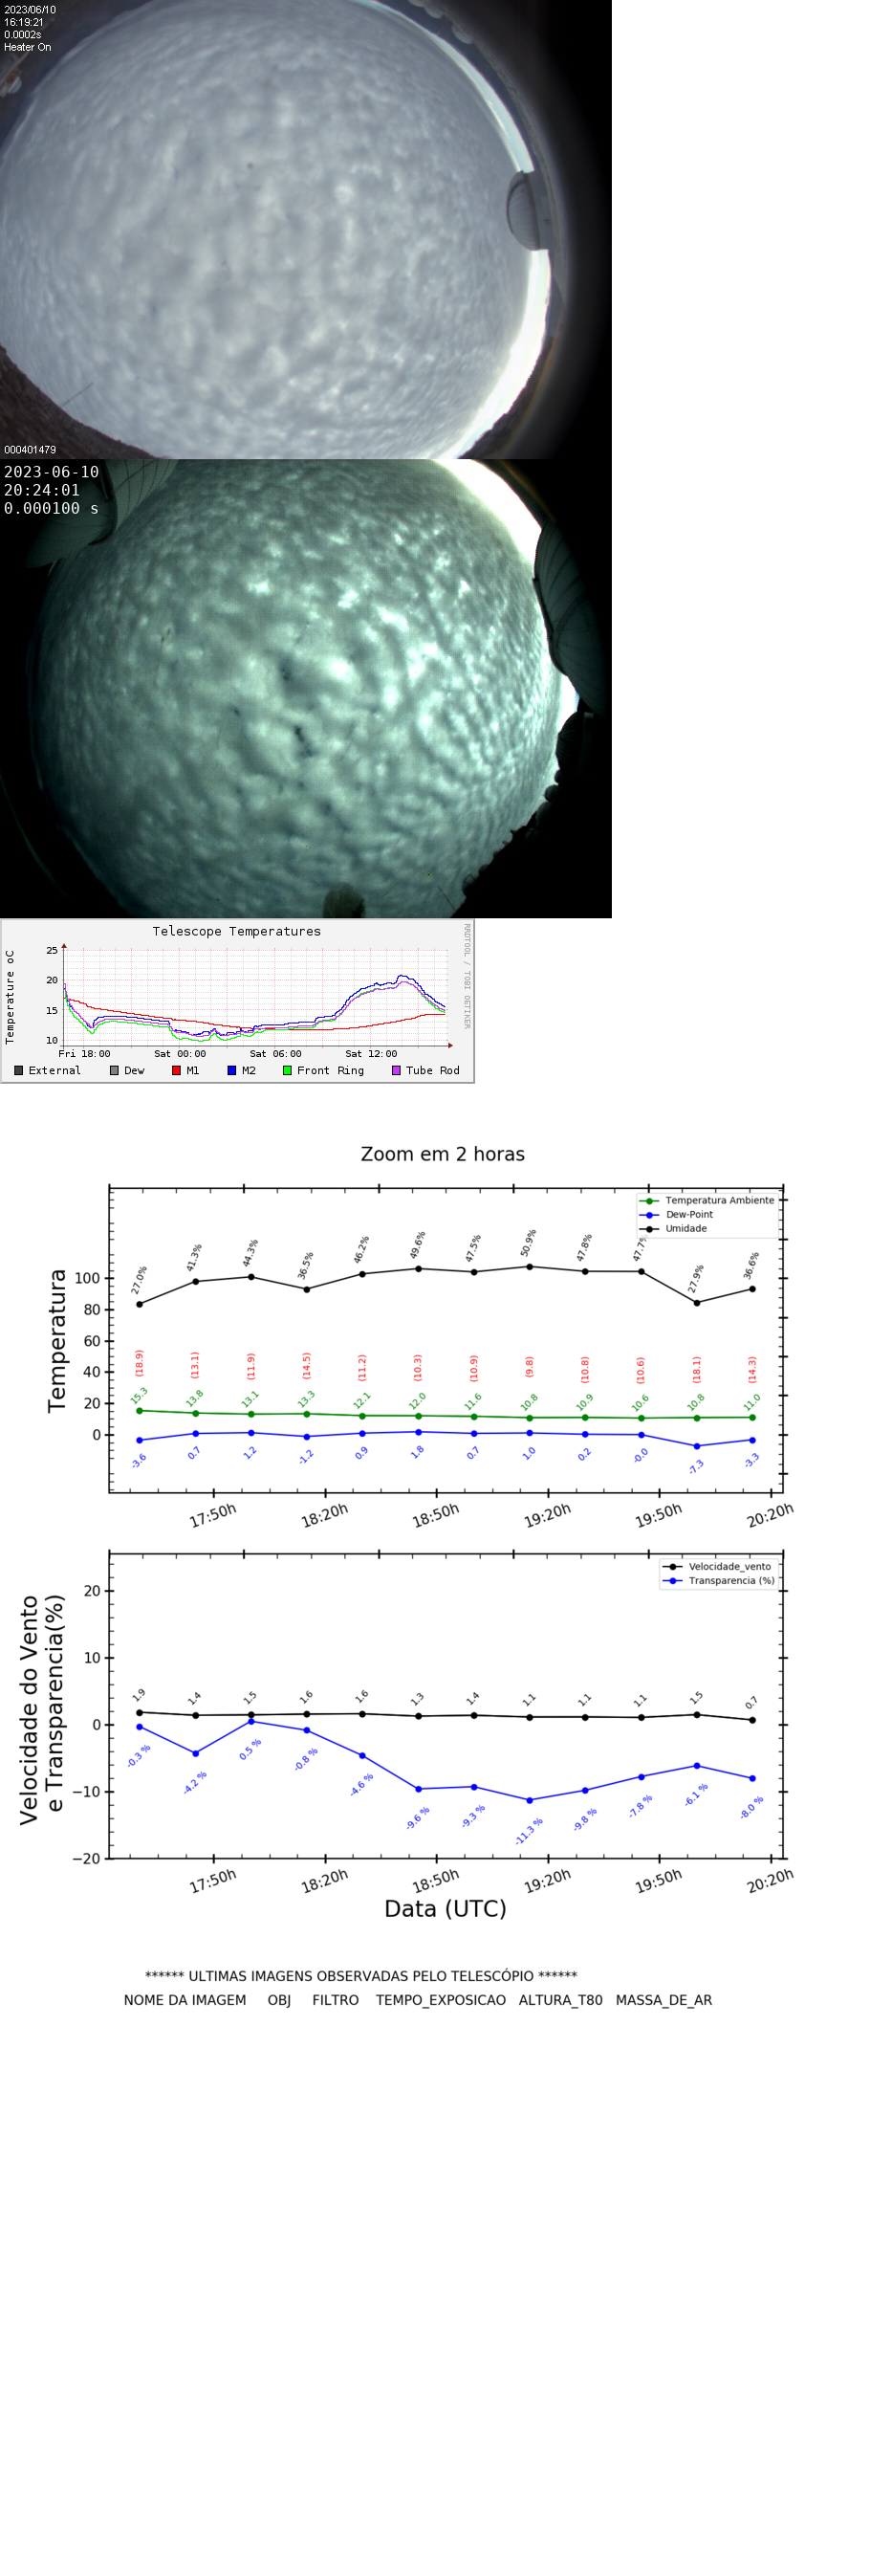 2023/06/10
16:19:21
0.0002s
Heater On
000401479
2023-06-10
20:24:01
0.000100 s
Telescope Temperatures
RRDTOOL / TOBI OETIKER
Temperature oC
25
20
15
10
Fri 18:00 Sat 00:00 Sat 06:00 Sat 12:00
External Dew M1 M2 Front Ring Tube Rod
Zoom em 2 horas
Temperatura
Temperatura Ambiente
Dew-Point
Umidade
27.0% 41.3% 44.3% 36.5% 46.2% 49.6% 47.5% 50.9% 47.8% 47.7% 27.9% 36.6%
100
80
60
40
20
0
(18.9) (13.1) (11.9) (14.5) (11.2) (10.3) (10.9) (9.8) (10.8) (10.6) (18.1) (14.3)
15.3 13.8 13.1 13.3 12.1 12.0 11.6 10.8 10.9 10.6 10.8 11.0
-3.6 0.7 1.2 -1.2 0.9 1.8 0.7 1.0 0.2 -0.0 -7.3 -3.3
17:50h 18:20h 18:50h 19:20h 19:50h 20:20h
Velocidade do Vento
e Transparencia(%)
Velocidade_vento
Transparencia (%)
20
10
0
−10
−20
1.9 1.4 1.5 1.6 1.6 1.3 1.4 1.1 1.1 1.1 1.5 0.7
-0.3 % -4.2 % 0.5 % -0.8 % -4.6 % -9.6 % -9.3 % -11.3 % -9.8 % -7.8 % -6.1 % -8.0 %
17:50h 18:20h 18:50h 19:20h 19:50h 20:20h
Data (UTC)
****** ULTIMAS IMAGENS OBSERVADAS PELO TELESCÓPIO ******
NOME DA IMAGEM OBJ FILTRO TEMPO_EXPOSICAO ALTURA_T80 MASSA_DE_AR